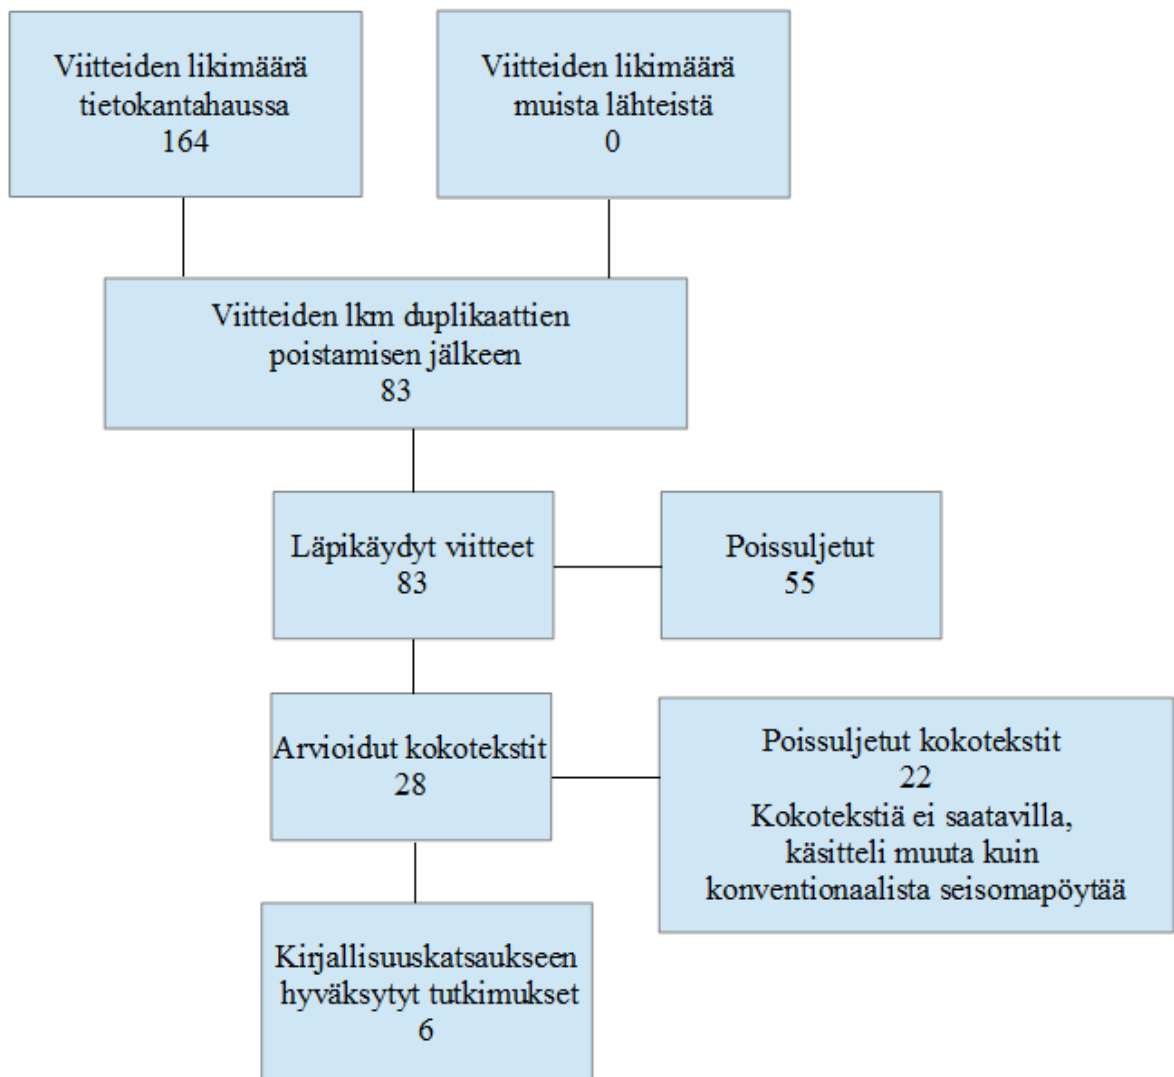 Viitteiden likimäärä
tietokantahaussa
164
Viitteiden likimäärä
muista lähteistä
0
Viitteiden lkm duplikaattien
poistamisen jälkeen
83
Läpikäydyt viitteet
83
Poissuljetut
55
Arvioidut kokotekstit
28
Poissuljetut kokotekstit
22
Kokotekstiä ei saatavilla,
käsitteli muuta kuin
konventionaalista seisomapöytää
Kirjallisuuskatsaukseen
hyväksytyt tutkimukset
6